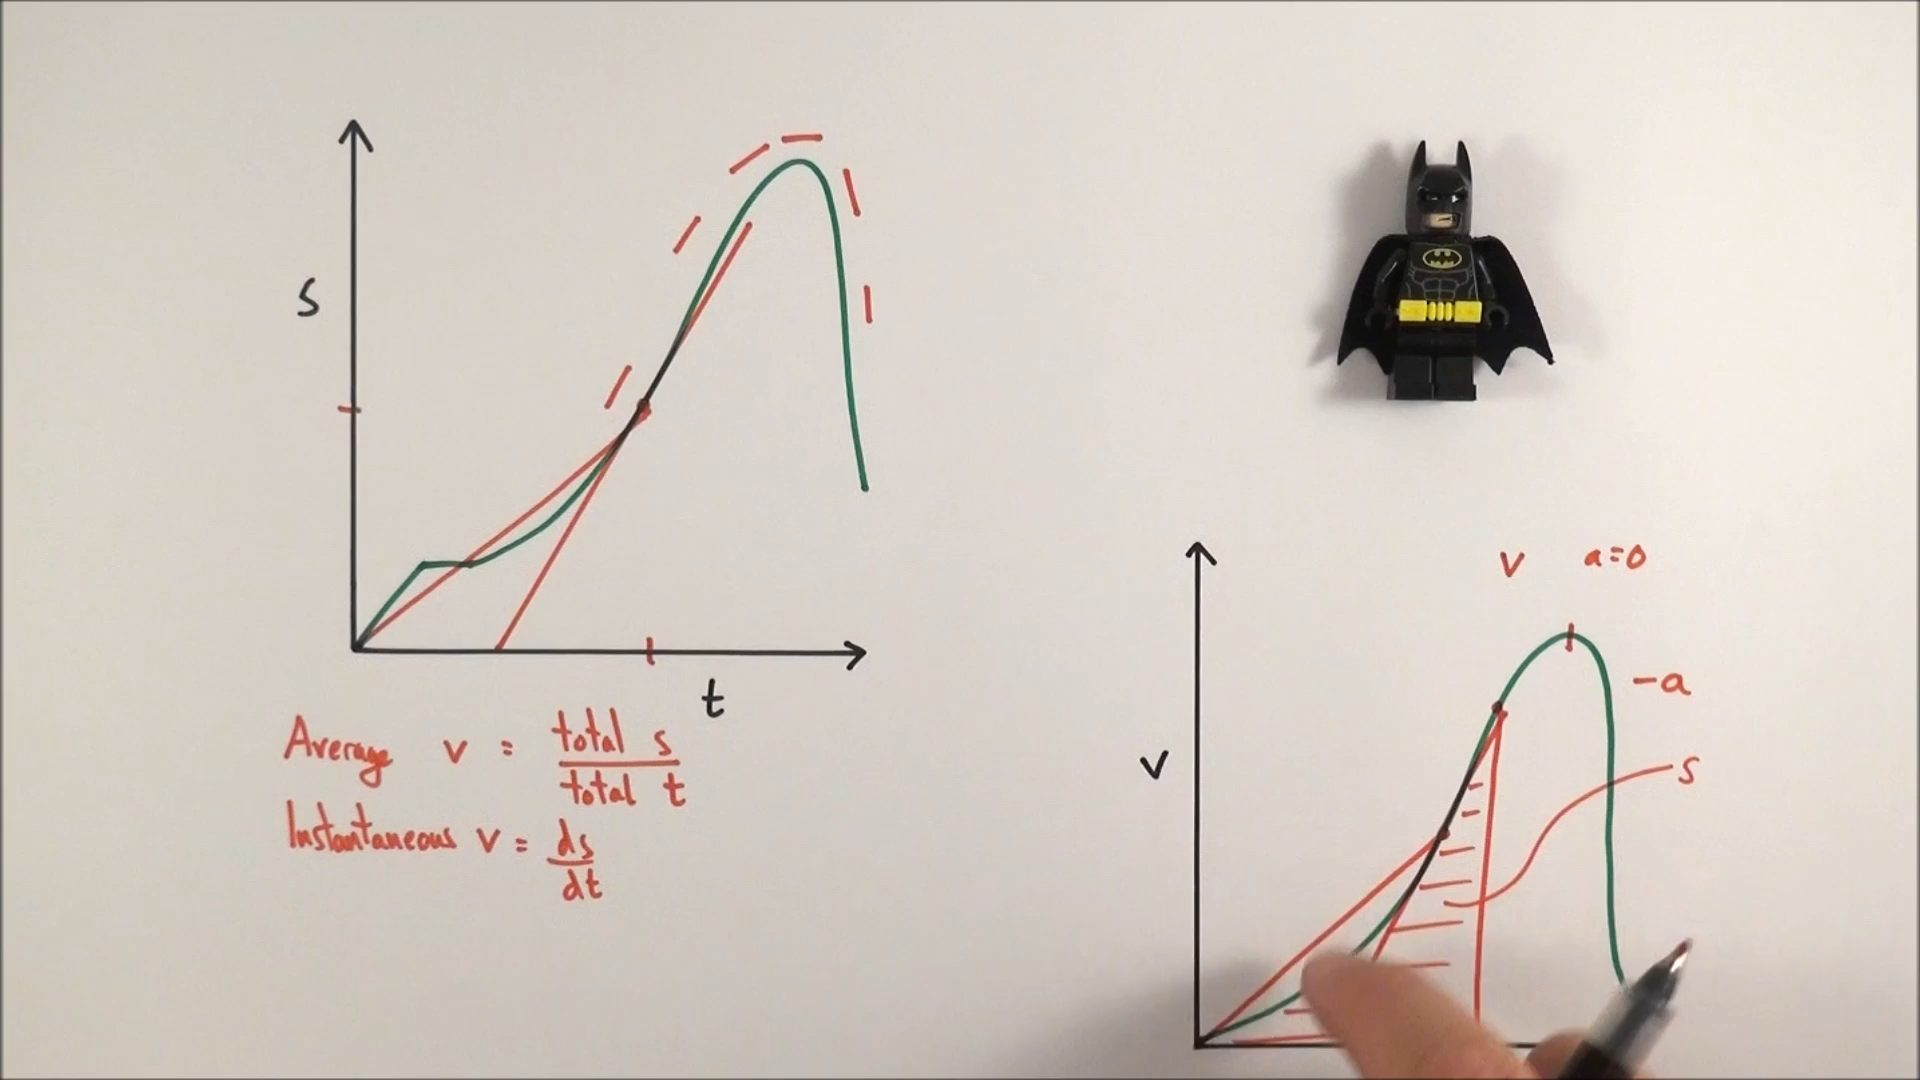 s
t
Average v = total s
total t
Instantaneous v = ds
dt
v a=0
-a
v
s